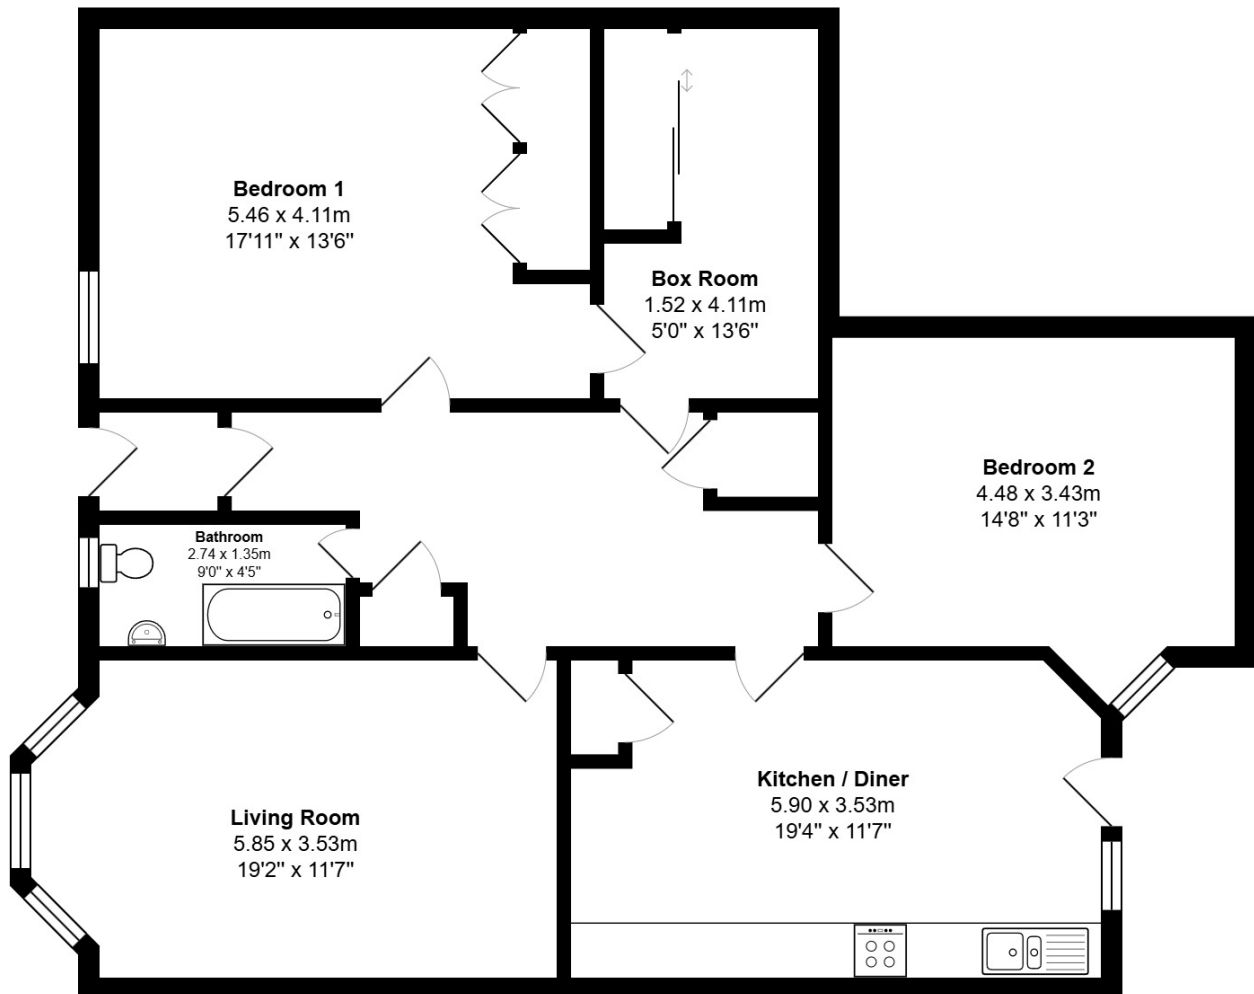 Bedroom 1
5.46 x 4.11m
17'11" x 13'6"
Box Room
1.52 x 4.11m
5'0" x 13'6"
Bedroom 2
4.48 x 3.43m
14'8" x 11'3"
Bathroom
2.74 x 1.35m
9'0" x 4'5"
Living Room
5.85 x 3.53m
19'2" x 11'7"
Kitchen / Diner
5.90 x 3.53m
19'4" x 11'7"